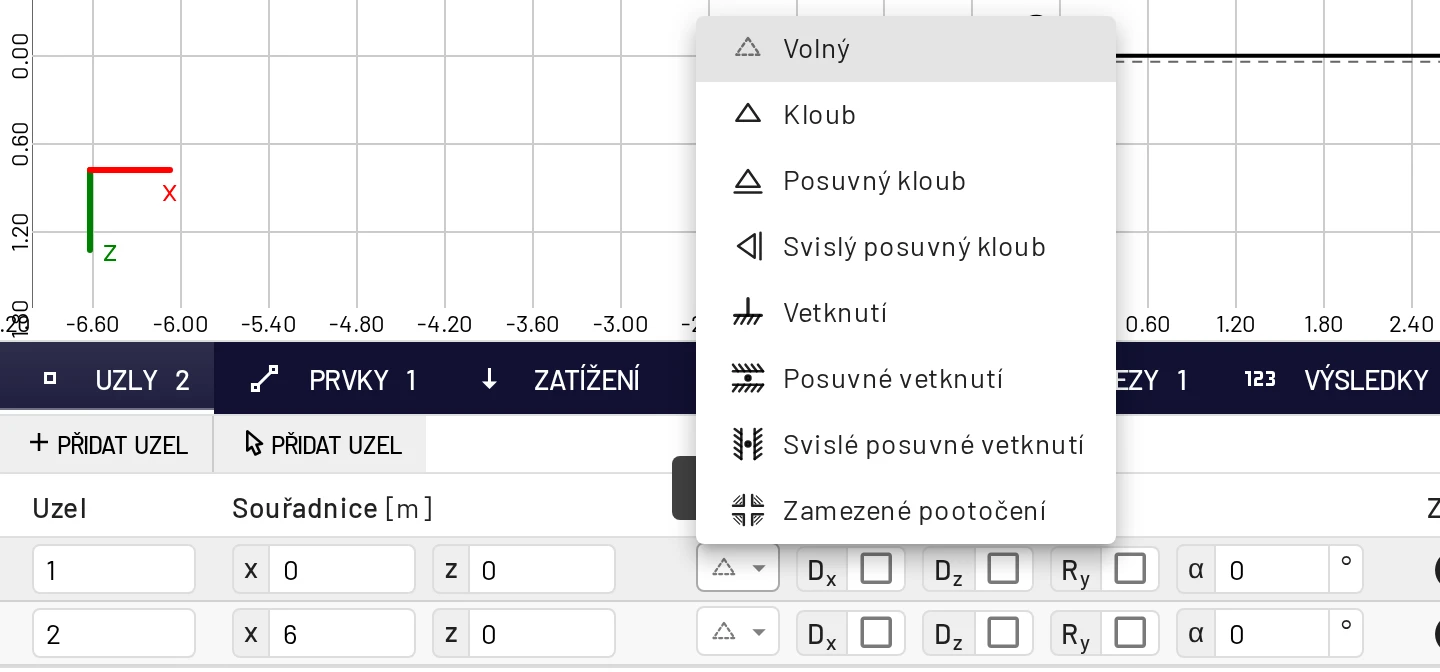 0.00
0.60
1.20
1.80
x
z
-6.60 -6.00 -5.40 -4.80 -4.20 -3.60 -3.00 0.60 1.20 1.80 2.40
Volný
Kloub
Posuvný kloub
Svislý posuvný kloub
Vetknutí
Posuvné vetknutí
Svislé posuvné vetknutí
Zamezené pootočení
UZLY 2 PRVKY 1 ZATÍŽENÍ EZY 1 123 VÝSLEDKY
+ PŘIDAT UZEL PŘIDAT UZEL
Uzel Souřadnice [m] Z
1 x 0 z 0 Dx Dz Ry α 0 °
2 x 6 z 0 Dx Dz Ry α 0 °